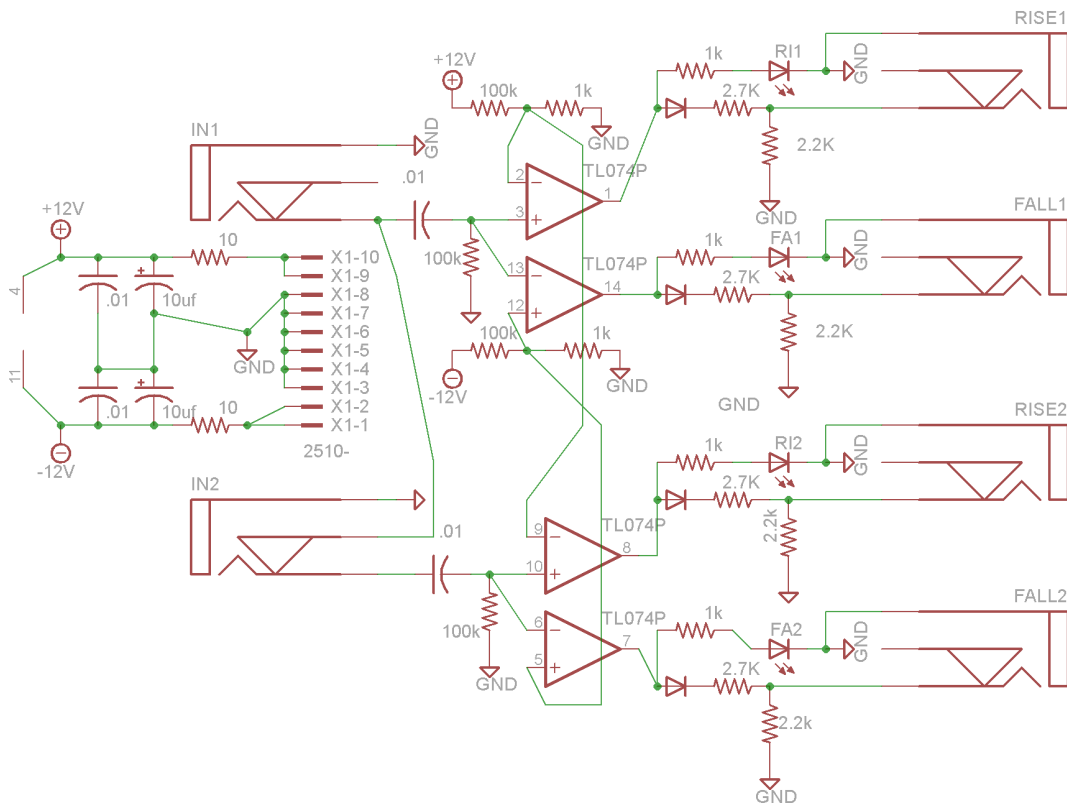 RISE1
1k
RI1
GND
+12V
100k
1k
2.7K
GND
2.2K
IN1
GND
TL074P
2
3
1
.01
GND
FALL1
+12V
1k
FA1
GND
10
X1-10
100k
TL074P
2.7K
X1-9
13
14
4
.01
10uf
X1-8
12
X1-7
2.2K
X1-6
100k
1k
GND
X1-5
11
X1-4
GND
X1-3
-12V
.01
10uf
10
X1-2
GND
RISE2
X1-1
-12V
2510-
1k
RI2
GND
IN2
2.7K
TL074P
2.2k
.01
9
8
10
FALL2
1k
TL074P
FA2
GND
100k
6
7
5
2.7K
GND
2.2k
GND